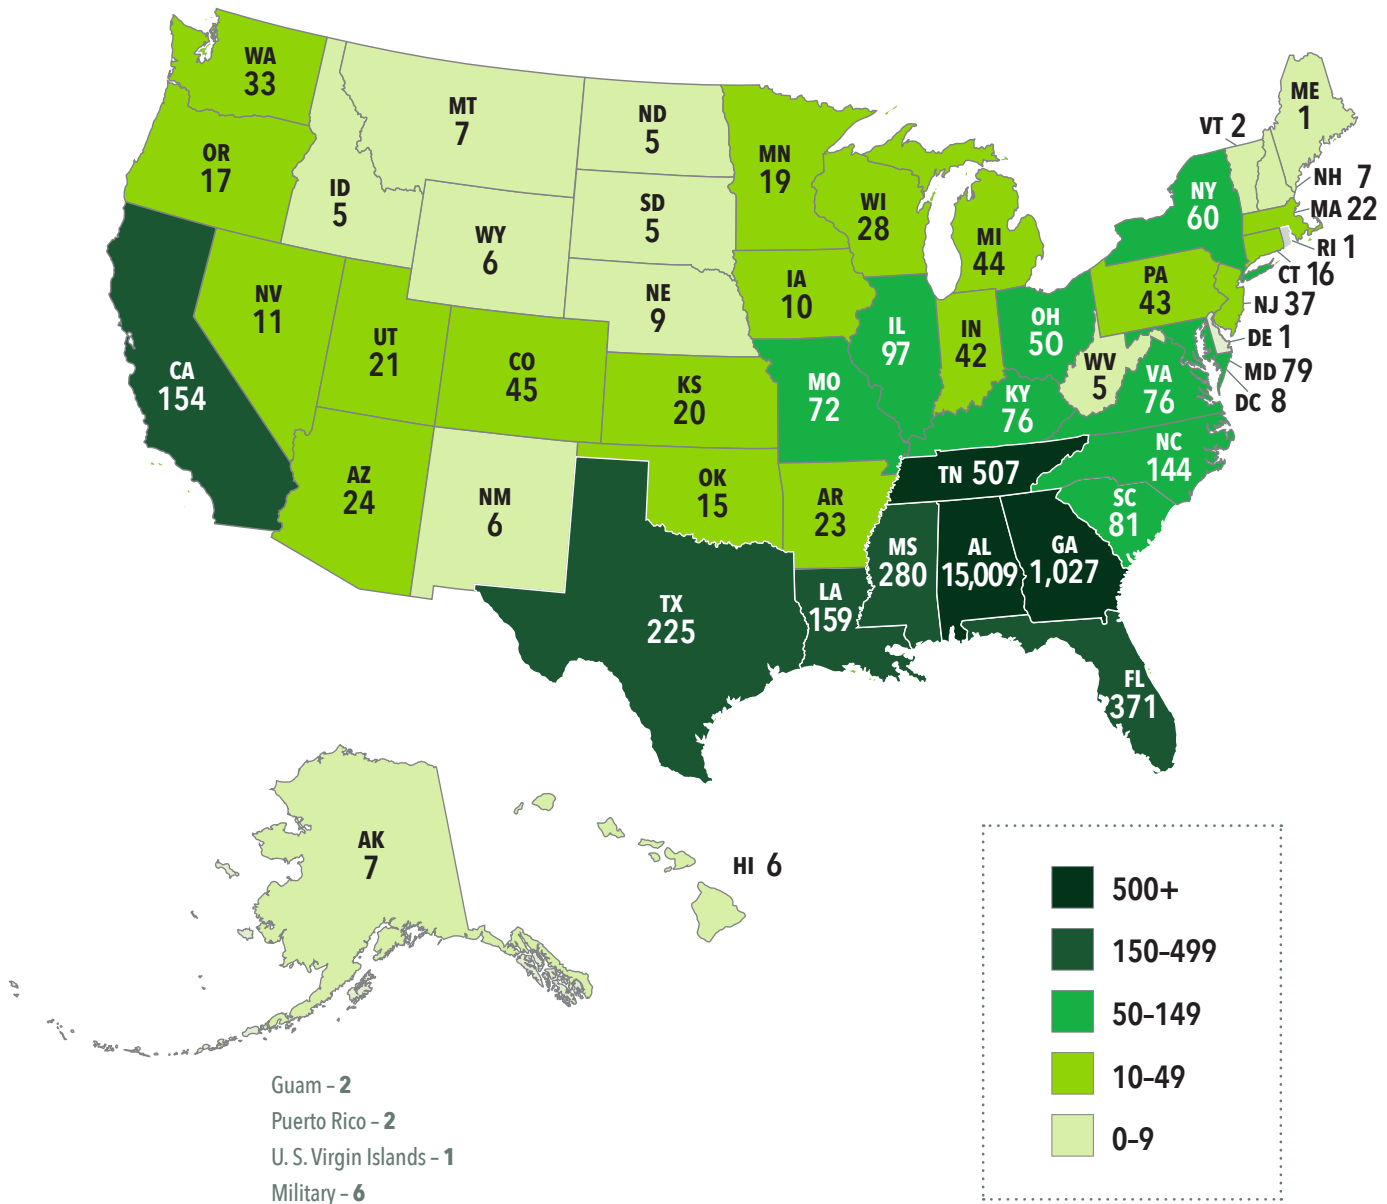 WA
33
OR
17
CA
154
NV
11
ID
5
MT
7
WY
6
UT
21
AZ
24
CO
45
NM
6
ND
5
SD
5
NE
9
KS
20
OK
15
TX
225
MN
19
IA
10
MO
72
AR
23
LA
159
WI
28
IL
97
MI
44
IN
42
OH
50
KY
76
TN 507
MS
280
AL
15,009
GA
1,027
FL
371
SC
81
NC
144
VA
76
WV
5
PA
43
NY
60
VT 2
ME
1
NH 7
MA 22
RI 1
CT 16
NJ 37
DE 1
MD 79
DC 8
AK
7
HI 6
500+
150–499
50–149
10–49
0–9
Guam – 2
Puerto Rico – 2
U. S. Virgin Islands – 1
Military – 6